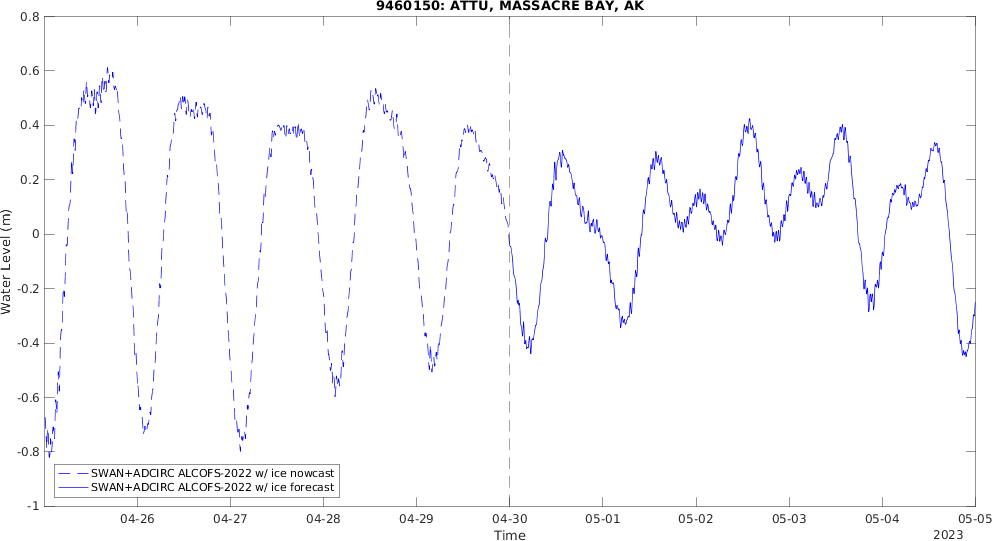 9460150: ATTU, MASSACRE BAY, AK
0.8
0.6
0.4
0.2
0
-0.2
-0.4
-0.6
-0.8
-1
Water Level (m)
SWAN+ADCIRC ALCOFS-2022 w/ ice nowcast
SWAN+ADCIRC ALCOFS-2022 w/ ice forecast
04-26 04-27 04-28 04-29 04-30 05-01 05-02 05-03 05-04 05-05
Time
2023